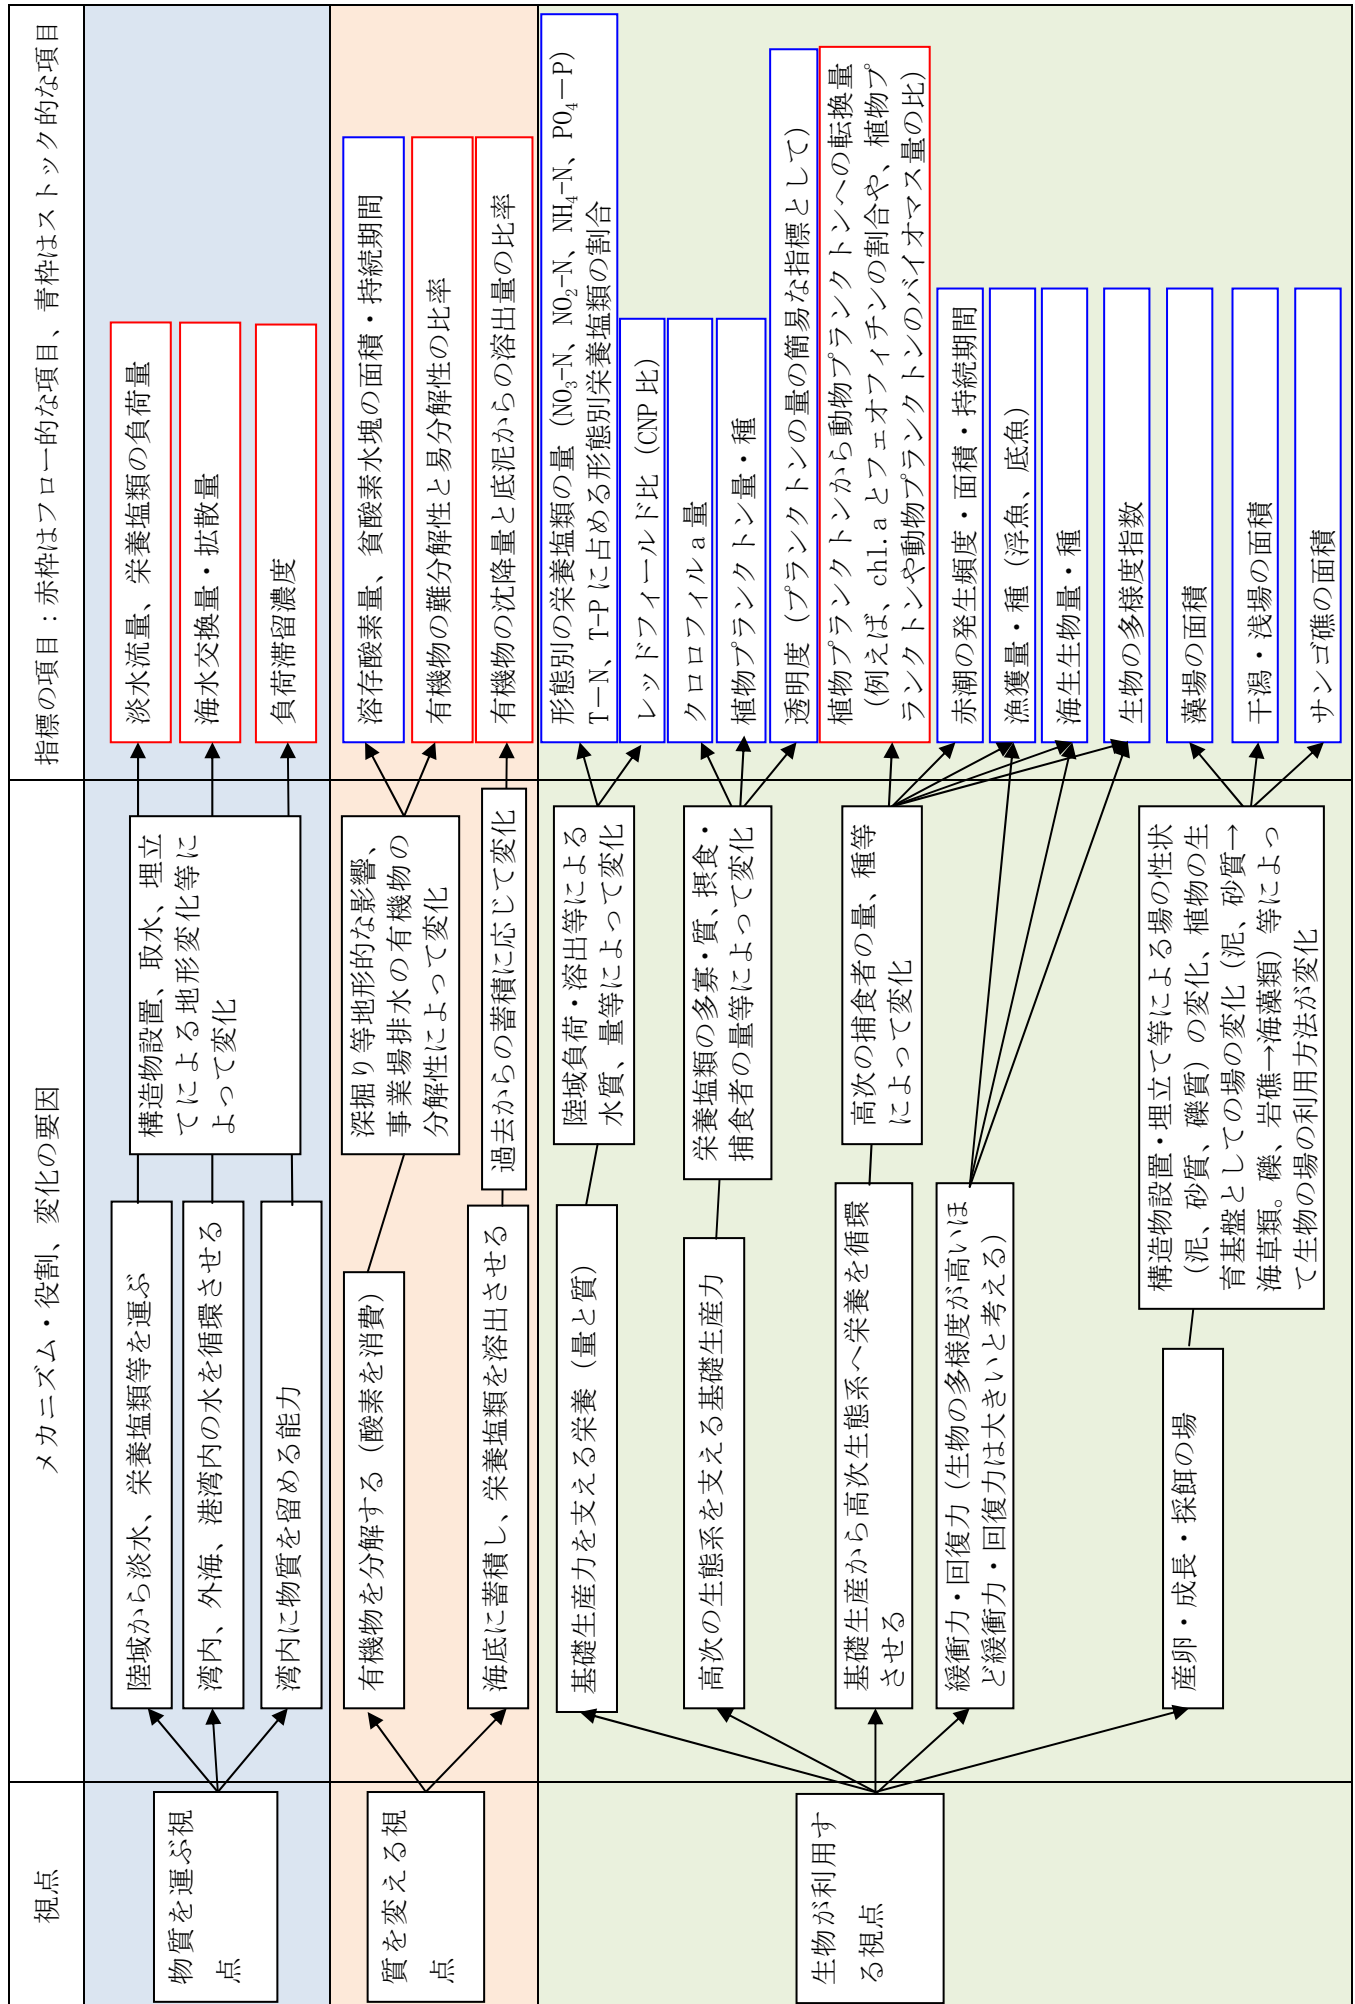 視点
メカニズム・役割、変化の要因
指標の項目：赤枠はフロー的な項目、青枠はストック的な項目
物質を運ぶ視
点
陸域から淡水、栄養塩類等を運ぶ
湾内、外海、港湾内の水を循環させる
湾内に物質を留める能力
構造物設置、取水、埋立
てによる地形変化等に
よって変化
淡水流量、栄養塩類の負荷量
海水交換量・拡散量
負荷滞留濃度
質を変える視
点
有機物を分解する（酸素を消費）
海底に蓄積し、栄養塩類を溶出させる
深掘り等地形的な影響、
事業場排水の有機物の
分解性によって変化
過去からの蓄積に応じて変化
溶存酸素量、貧酸素水塊の面積・持続期間
有機物の難分解性と易分解性の比率
有機物の沈降量と底泥からの溶出量の比率
生物が利用す
る視点
基礎生産力を支える栄養（量と質）
高次の生態系を支える基礎生産力
基礎生産から高次生態系へ栄養を循環
させる
緩衝力・回復力（生物の多様度が高いほ
ど緩衝力・回復力は大きいと考える）
産卵・成長・採餌の場
陸域負荷・溶出等による
水質、量等によって変化
栄養塩類の多寡・質、摂食・
捕食者の量等によって変化
高次の捕食者の量、種等
によって変化
構造物設置・埋立て等による場の性状
（泥、砂質、礫質）の変化、植物の生
育基盤としての場の変化（泥、砂質→
海草類。礫、岩礁→海藻類）等によっ
て生物の場の利用方法が変化
形態別の栄養塩類の量（NO₃-N、NO₂-N、NH₄-N、PO₄－P）
T－N、T-Pに占める形態別栄養塩類の割合
レッドフィールド比（CNP比）
クロロフィルa量
植物プランクトン量・種
透明度（プランクトンの量の簡易な指標として）
植物プランクトンから動物プランクトンへの転換量
（例えば、chl.aとフェオフィチンの割合や、植物プ
ランクトンや動物プランクトンのバイオマス量の比）
赤潮の発生頻度・面積・持続期間
漁獲量・種（浮魚、底魚）
海生生物量・種
生物の多様度指数
藻場の面積
干潟・浅場の面積
サンゴ礁の面積